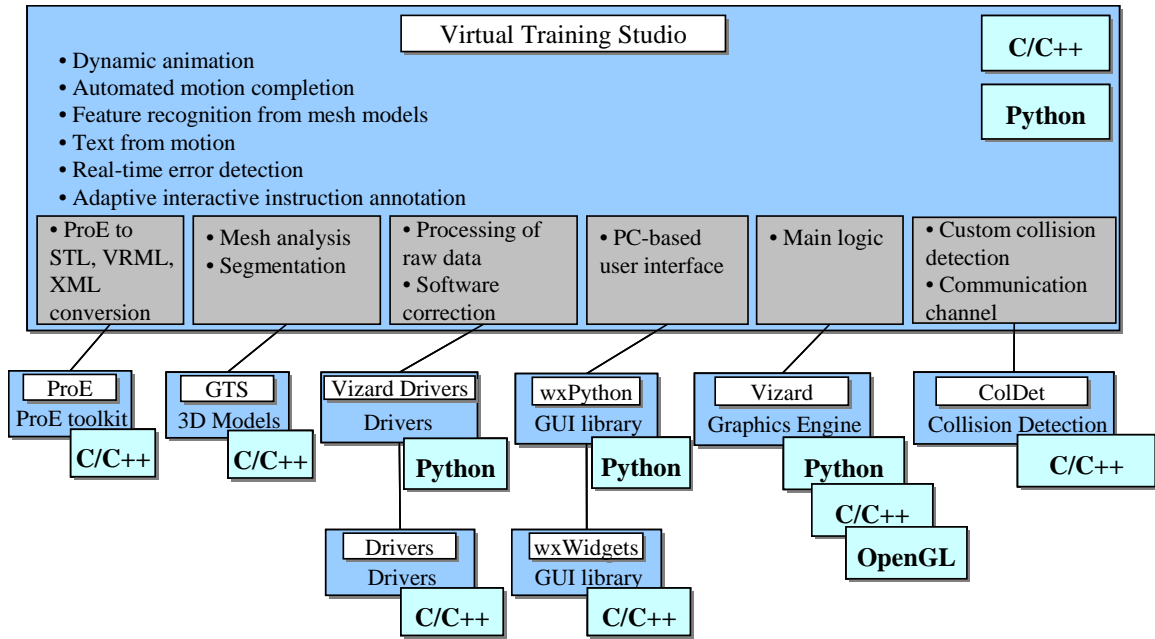 Virtual Training Studio
C/C++
Python
• Dynamic animation
• Automated motion completion
• Feature recognition from mesh models
• Text from motion
• Real-time error detection
• Adaptive interactive instruction annotation
• ProE to
STL, VRML,
XML
conversion
• Mesh analysis
• Segmentation
• Processing of
raw data
• Software
correction
• PC-based
user interface
• Main logic
• Custom collision
detection
• Communication
channel
ProE
ProE toolkit
C/C++
GTS
3D Models
C/C++
Vizard Drivers
Drivers
Python
wxPython
GUI library
Python
Vizard
Graphics Engine
Python
C/C++
OpenGL
ColDet
Collision Detection
C/C++
Drivers
Drivers
C/C++
wxWidgets
GUI library
C/C++